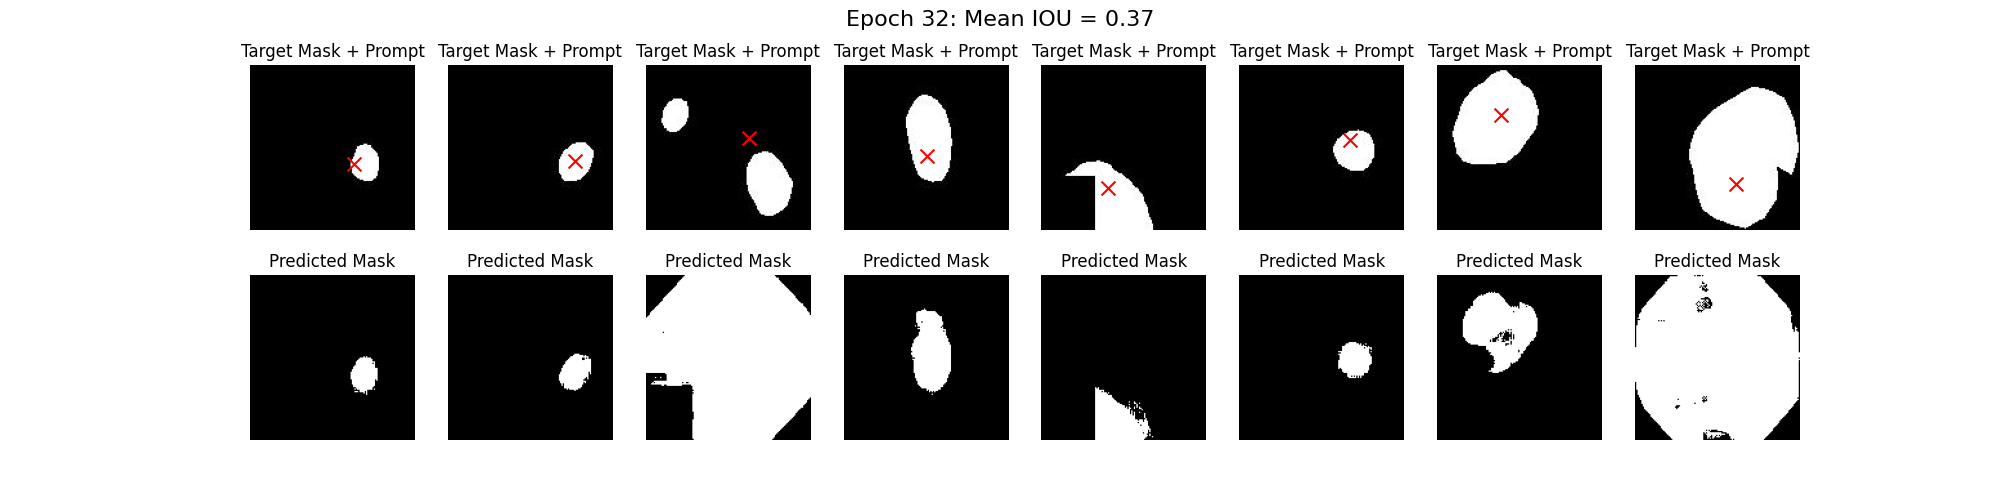 Epoch 32: Mean IOU = 0.37
Target Mask + Prompt Target Mask + Prompt Target Mask + Prompt Target Mask + Prompt Target Mask + Prompt Target Mask + Prompt Target Mask + Prompt Target Mask + Prompt
Predicted Mask Predicted Mask Predicted Mask Predicted Mask Predicted Mask Predicted Mask Predicted Mask Predicted Mask